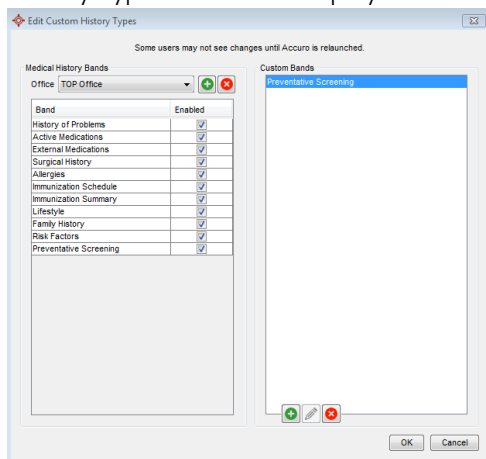 Edit Custom History Types
Some users may not see changes until Accuro is relaunched.
Medical History Bands
Office TOP Office
Band Enabled
History of Problems
Active Medications
External Medications
Surgical History
Allergies
Immunization Schedule
Immunization Summary
Lifestyle
Family History
Risk Factors
Preventative Screening
Custom Bands
Preventative Screening
OK Cancel